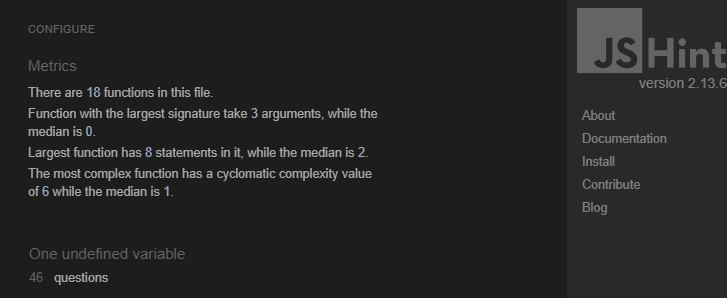 CONFIGURE
Metrics
There are 18 functions in this file.
Function with the largest signature take 3 arguments, while the
median is 0.
Largest function has 8 statements in it, while the median is 2.
The most complex function has a cyclomatic complexity value
of 6 while the median is 1.
One undefined variable
46 questions
JSHint
version 2.13.6
About
Documentation
Install
Contribute
Blog